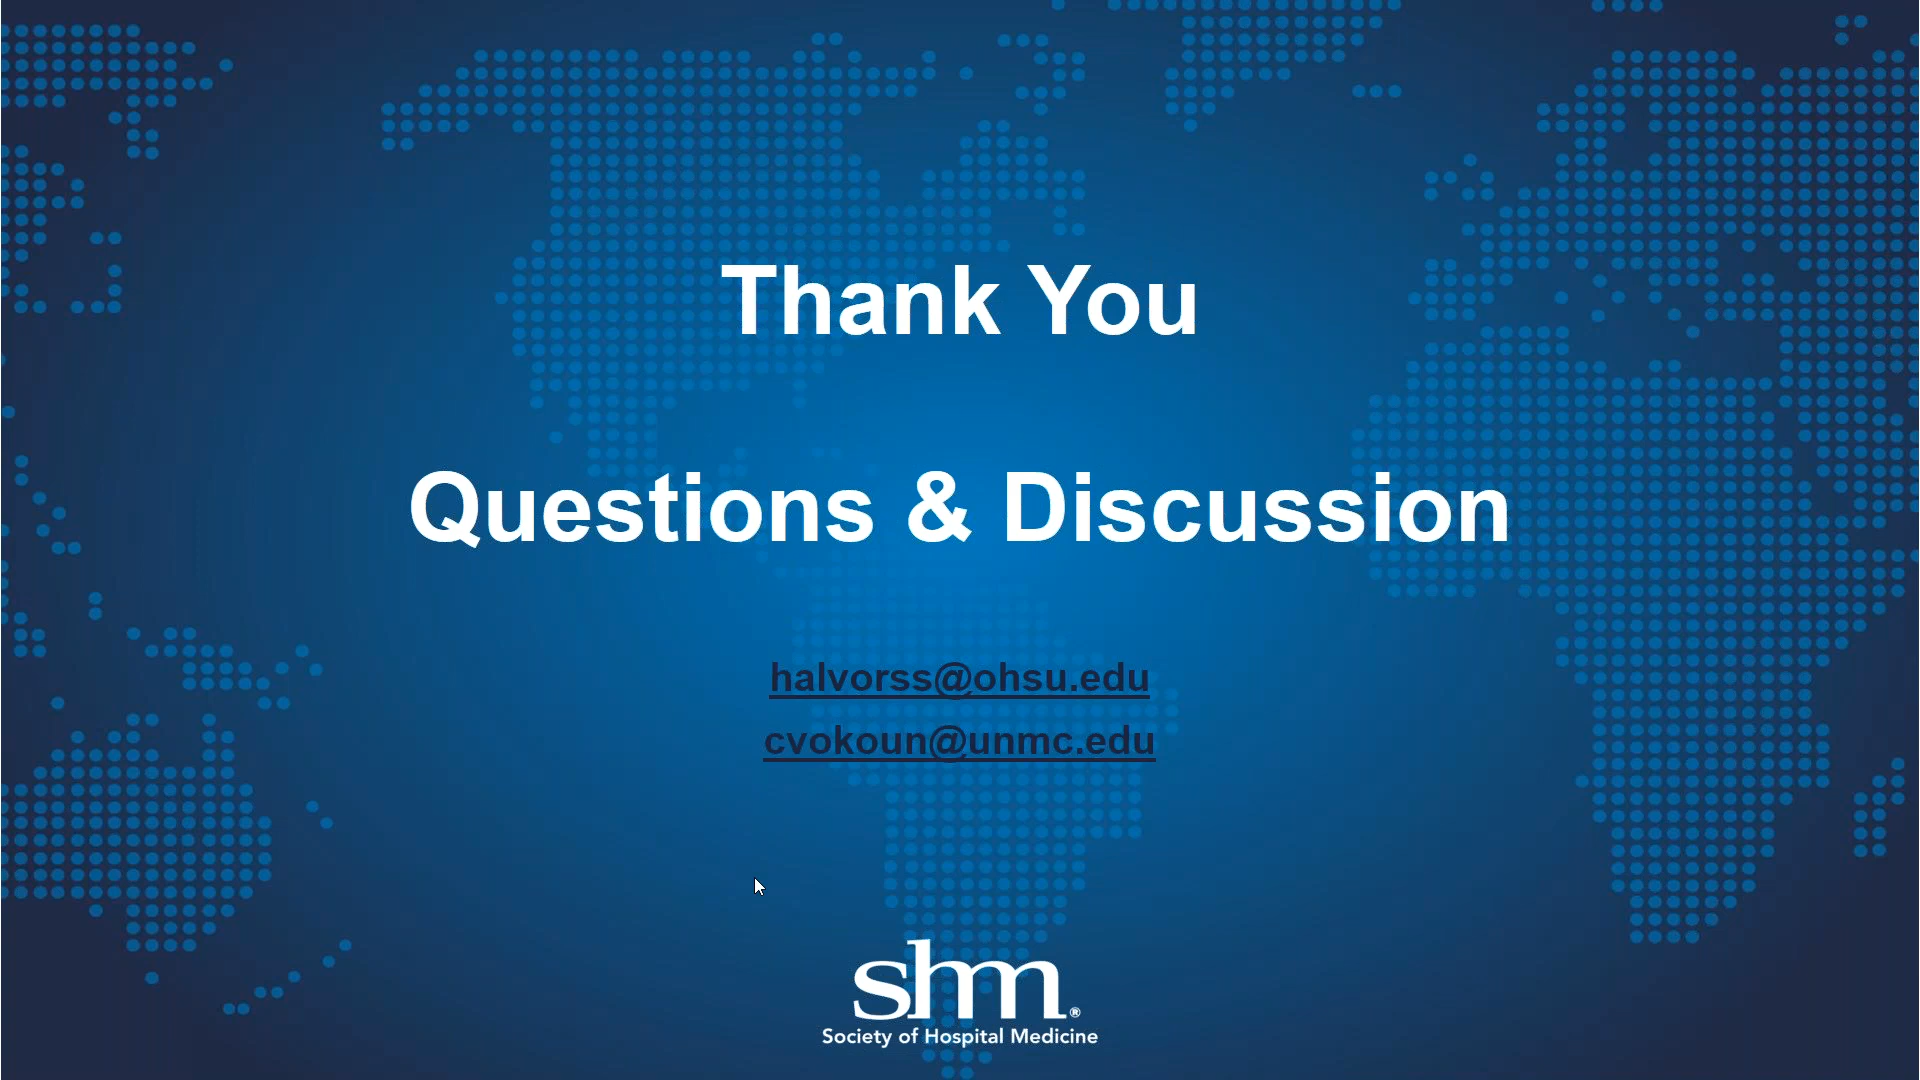 Thank You
Questions & Discussion
halvorss@ohsu.edu
cvokoun@unmc.edu
shm®
Society of Hospital Medicine